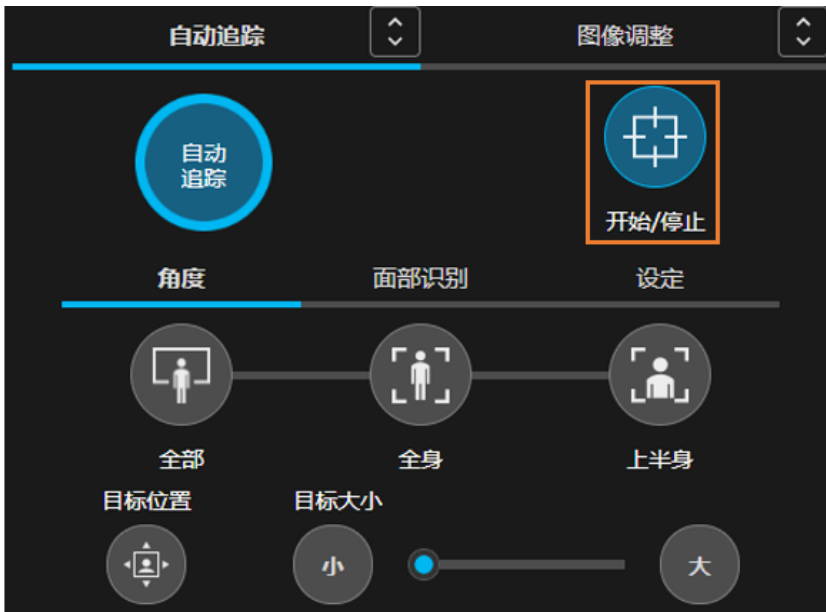 自动追踪
图像调整
自动
追踪
开始/停止
角度
面部识别
设定
全部
全身
上半身
目标位置
目标大小
小
大